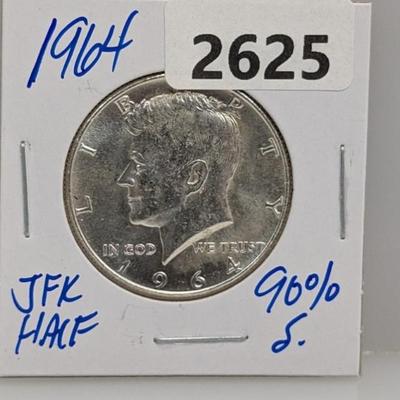 1964
2625
LIBERTY
IN GOD WE TRUST
1964
JFK
HALF
90%
S.